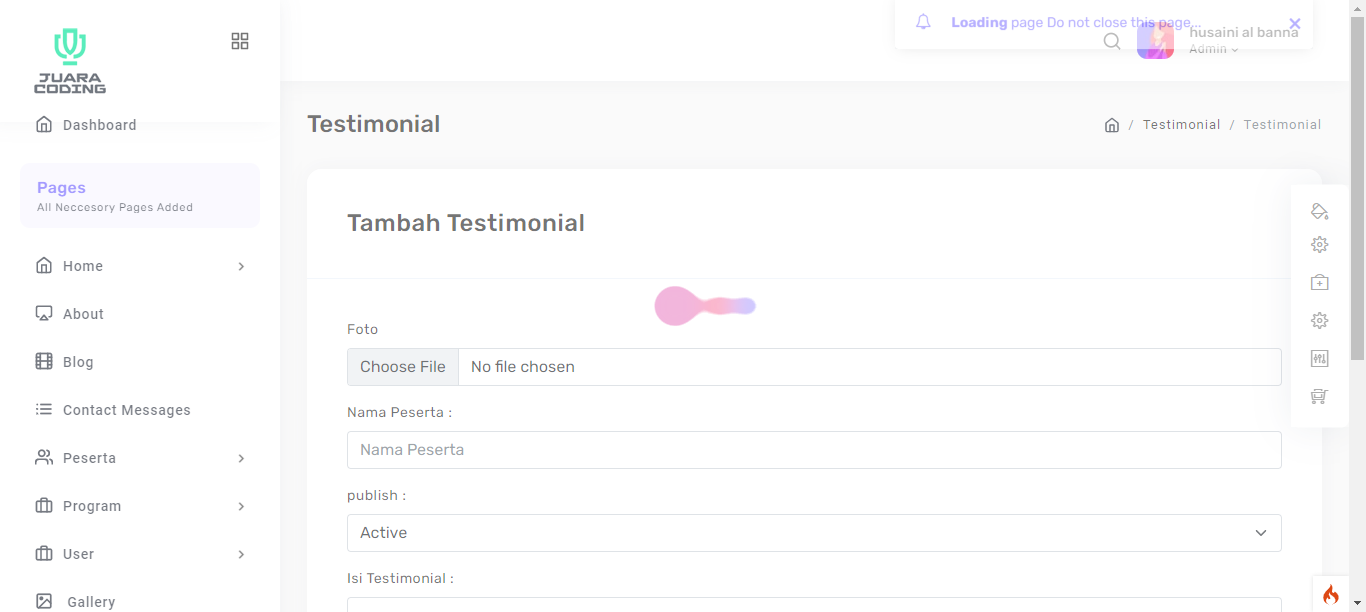 JUARA
CODING
Loading page Do not close this page...
husaini al banna
Admin
Dashboard
Pages
All Neccesory Pages Added
Home
About
Blog
Contact Messages
Peserta
Program
User
Gallery
Testimonial
/ Testimonial / Testimonial
Tambah Testimonial
Foto
Choose File No file chosen
Nama Peserta :
Nama Peserta
publish :
Active
Isi Testimonial :